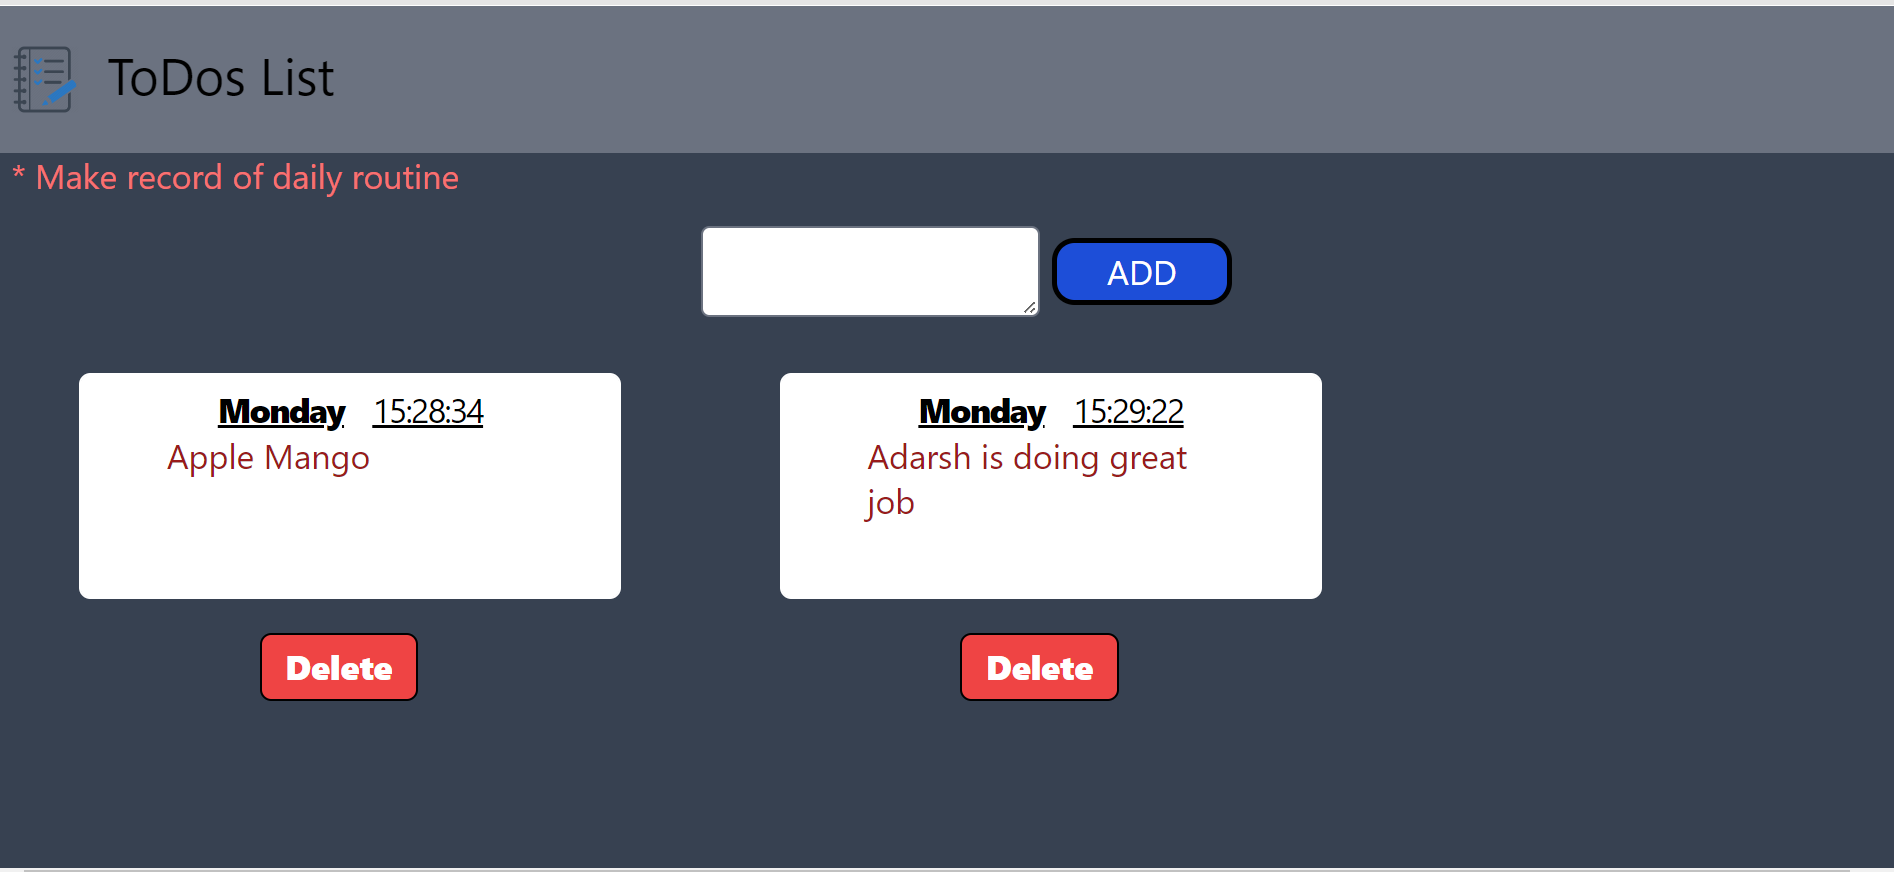 ToDos List
* Make record of daily routine
ADD
Monday 15:28:34
Apple Mango
Delete
Monday 15:29:22
Adarsh is doing great
job
Delete